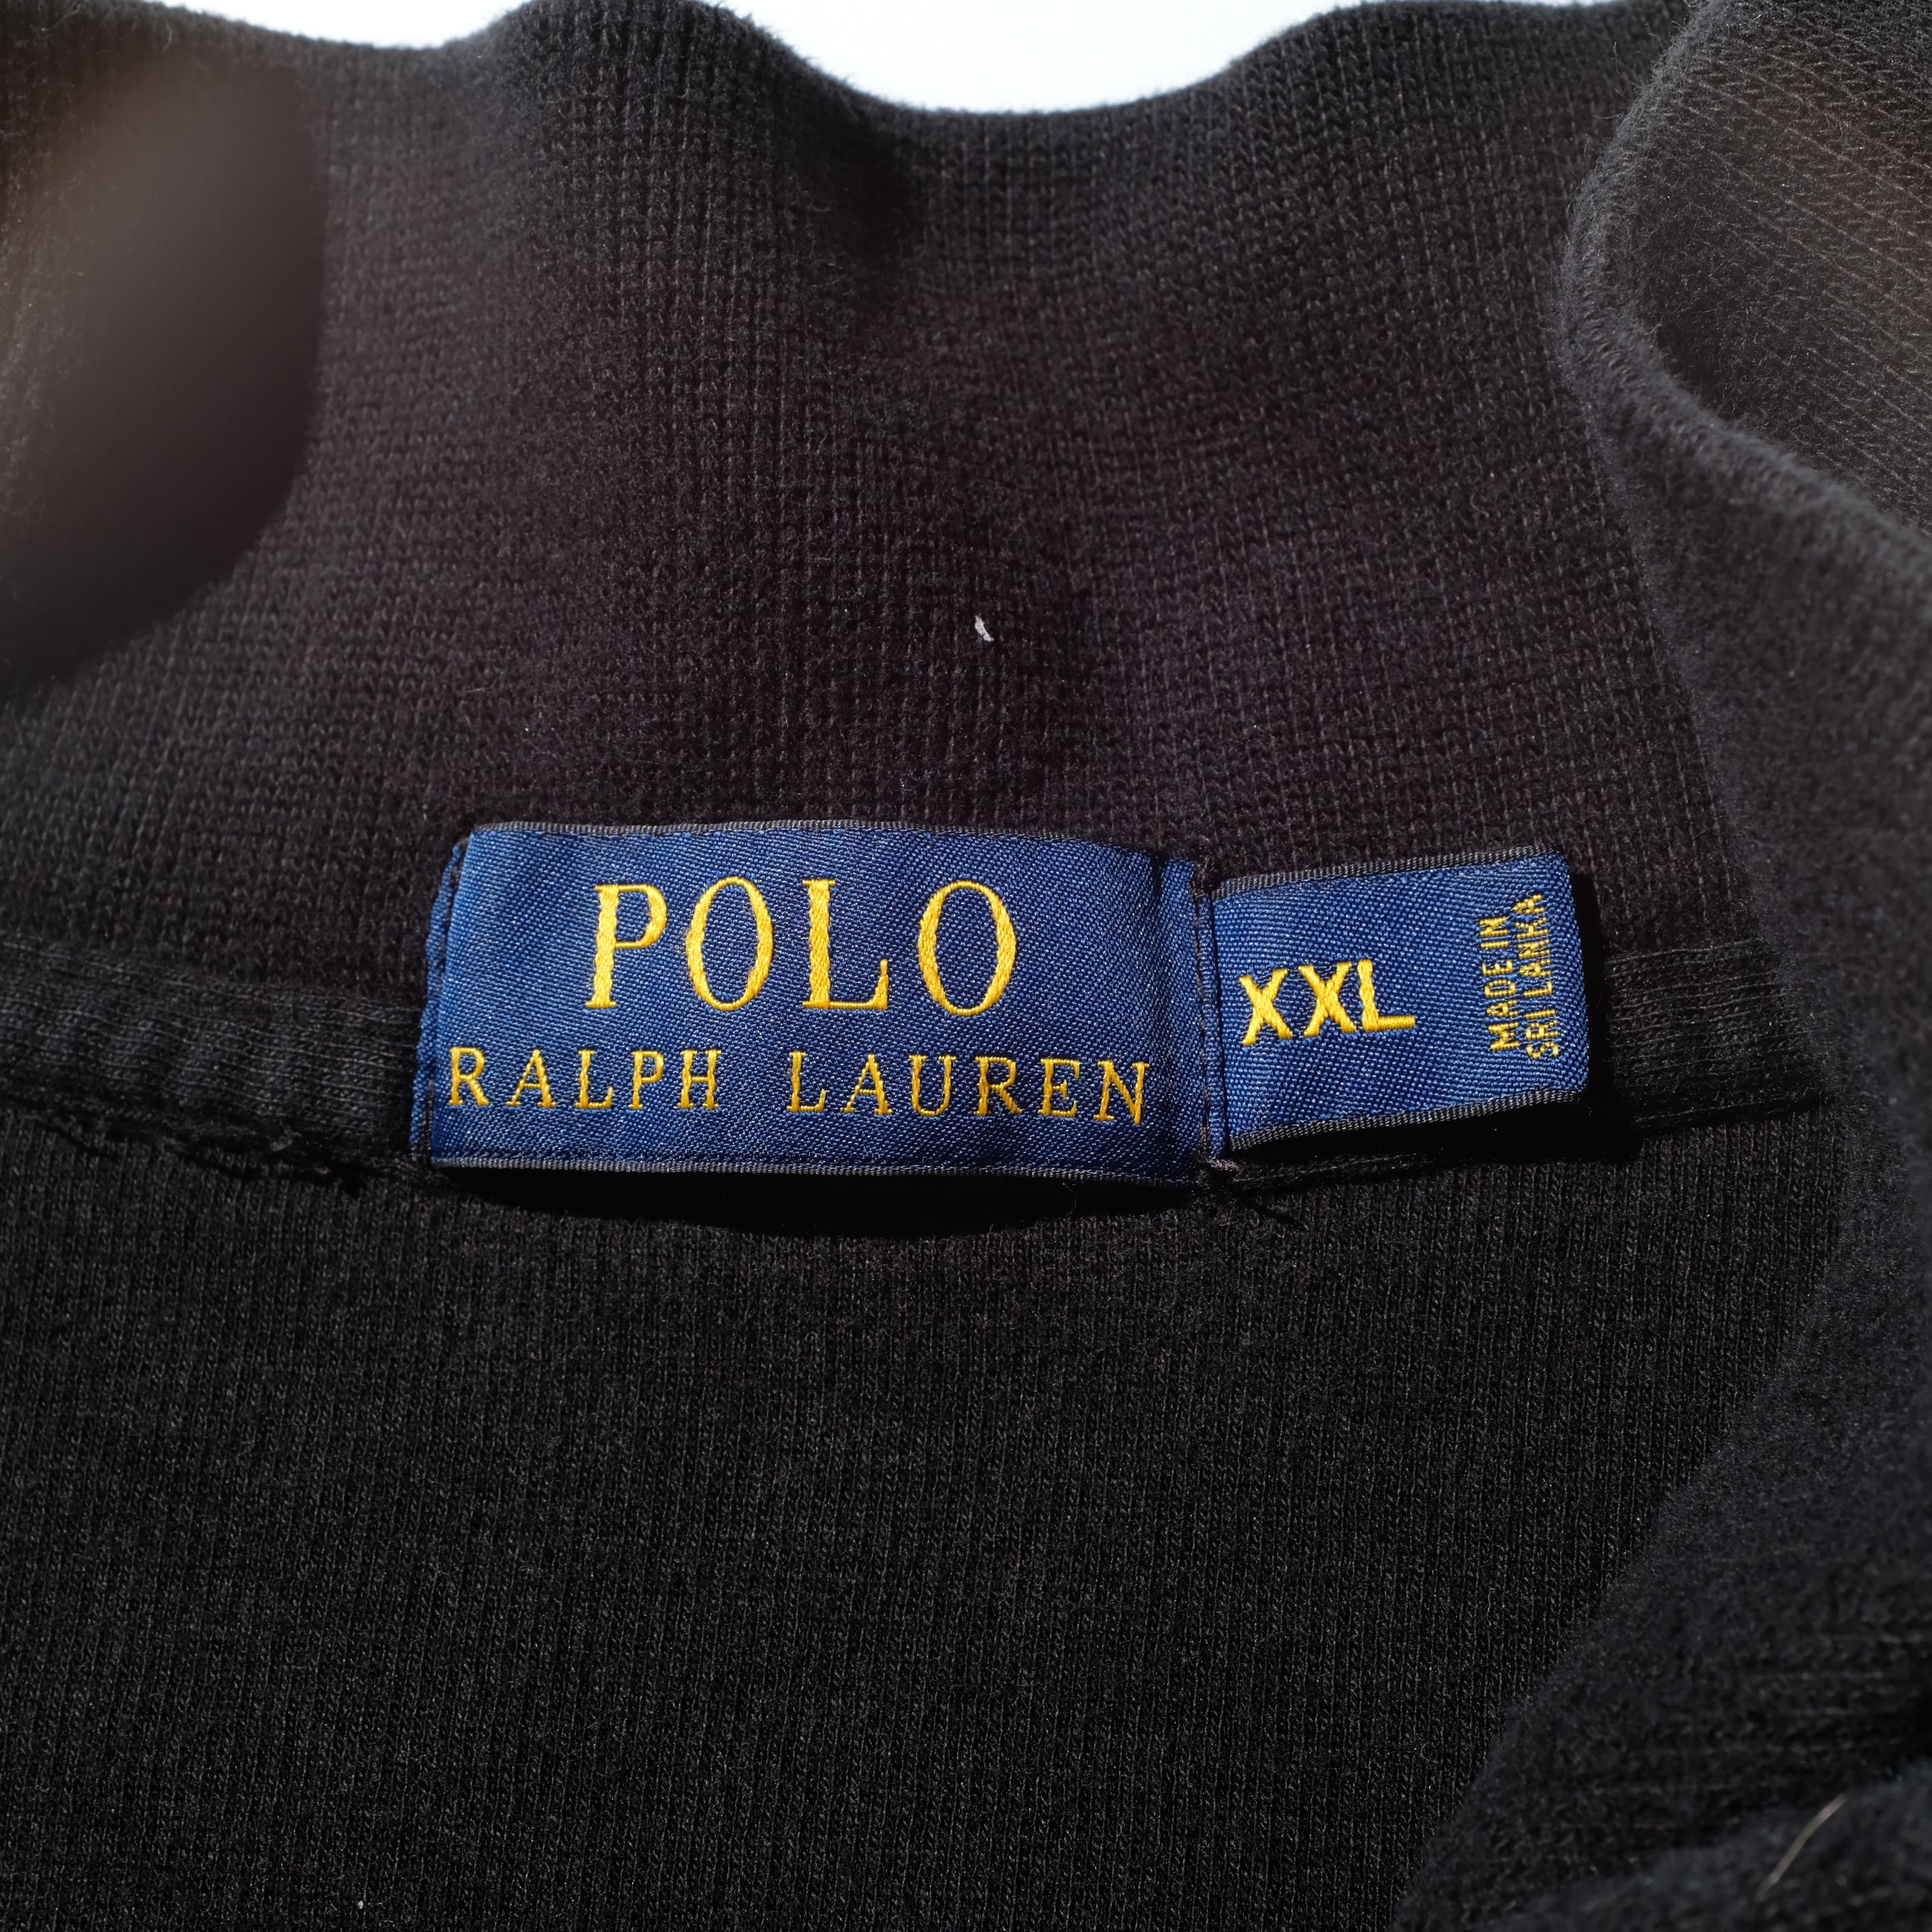 POLO
RALPH LAUREN
XXL
MADE IN
SRI LANKA